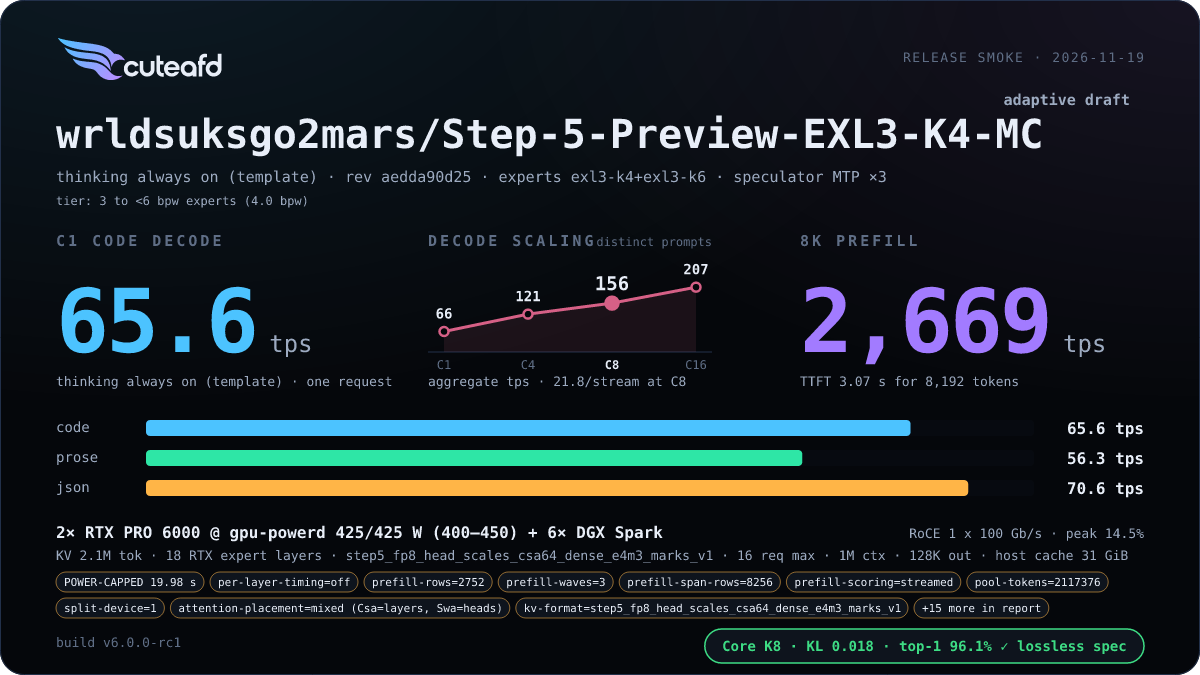 cuteafd
RELEASE SMOKE · 2026-11-19
adaptive draft
wrldsuksgo2mars/Step-5-Preview-EXL3-K4-MC
thinking always on (template) · rev aedda90d25 · experts exl3-k4+exl3-k6 · speculator MTP ×3
tier: 3 to <6 bpw experts (4.0 bpw)
C1 CODE DECODE
65.6 tps
thinking always on (template) · one request
DECODE SCALING distinct prompts
66
121
156
207
C1
C4
C8
C16
aggregate tps · 21.8/stream at C8
8K PREFILL
2,669 tps
TTFT 3.07 s for 8,192 tokens
code 65.6 tps
prose 56.3 tps
json 70.6 tps
2× RTX PRO 6000 @ gpu-powerd 425/425 W (400–450) + 6× DGX Spark
RoCE 1 x 100 Gb/s · peak 14.5%
KV 2.1M tok · 18 RTX expert layers · step5_fp8_head_scales_csa64_dense_e4m3_marks_v1 · 16 req max · 1M ctx · 128K out · host cache 31 GiB
POWER-CAPPED 19.98 s
per-layer-timing=off
prefill-rows=2752
prefill-waves=3
prefill-span-rows=8256
prefill-scoring=streamed
pool-tokens=2117376
split-device=1
attention-placement=mixed (Csa=layers, Swa=heads)
kv-format=step5_fp8_head_scales_csa64_dense_e4m3_marks_v1
+15 more in report
build v6.0.0-rc1
Core K8 · KL 0.018 · top-1 96.1% ✓ lossless spec